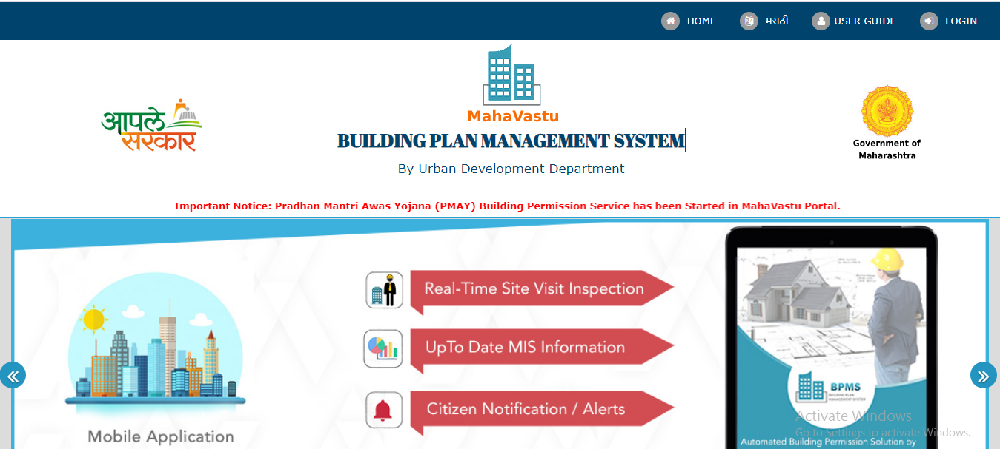 HOME मराठी USER GUIDE LOGIN
आपले
सरकार
MahaVastu
BUILDING PLAN MANAGEMENT SYSTEM
By Urban Development Department
Government of
Maharashtra
Important Notice: Pradhan Mantri Awas Yojana (PMAY) Building Permission Service has been Started in MahaVastu Portal.
Real-Time Site Visit Inspection
UpTo Date MIS Information
Citizen Notification / Alerts
Mobile Application
BPMS
BUILDING PLAN
MANAGEMENT SYSTEM
Automated Building Permission Solution by
Activate Windows
Go to Settings to activate Windows.